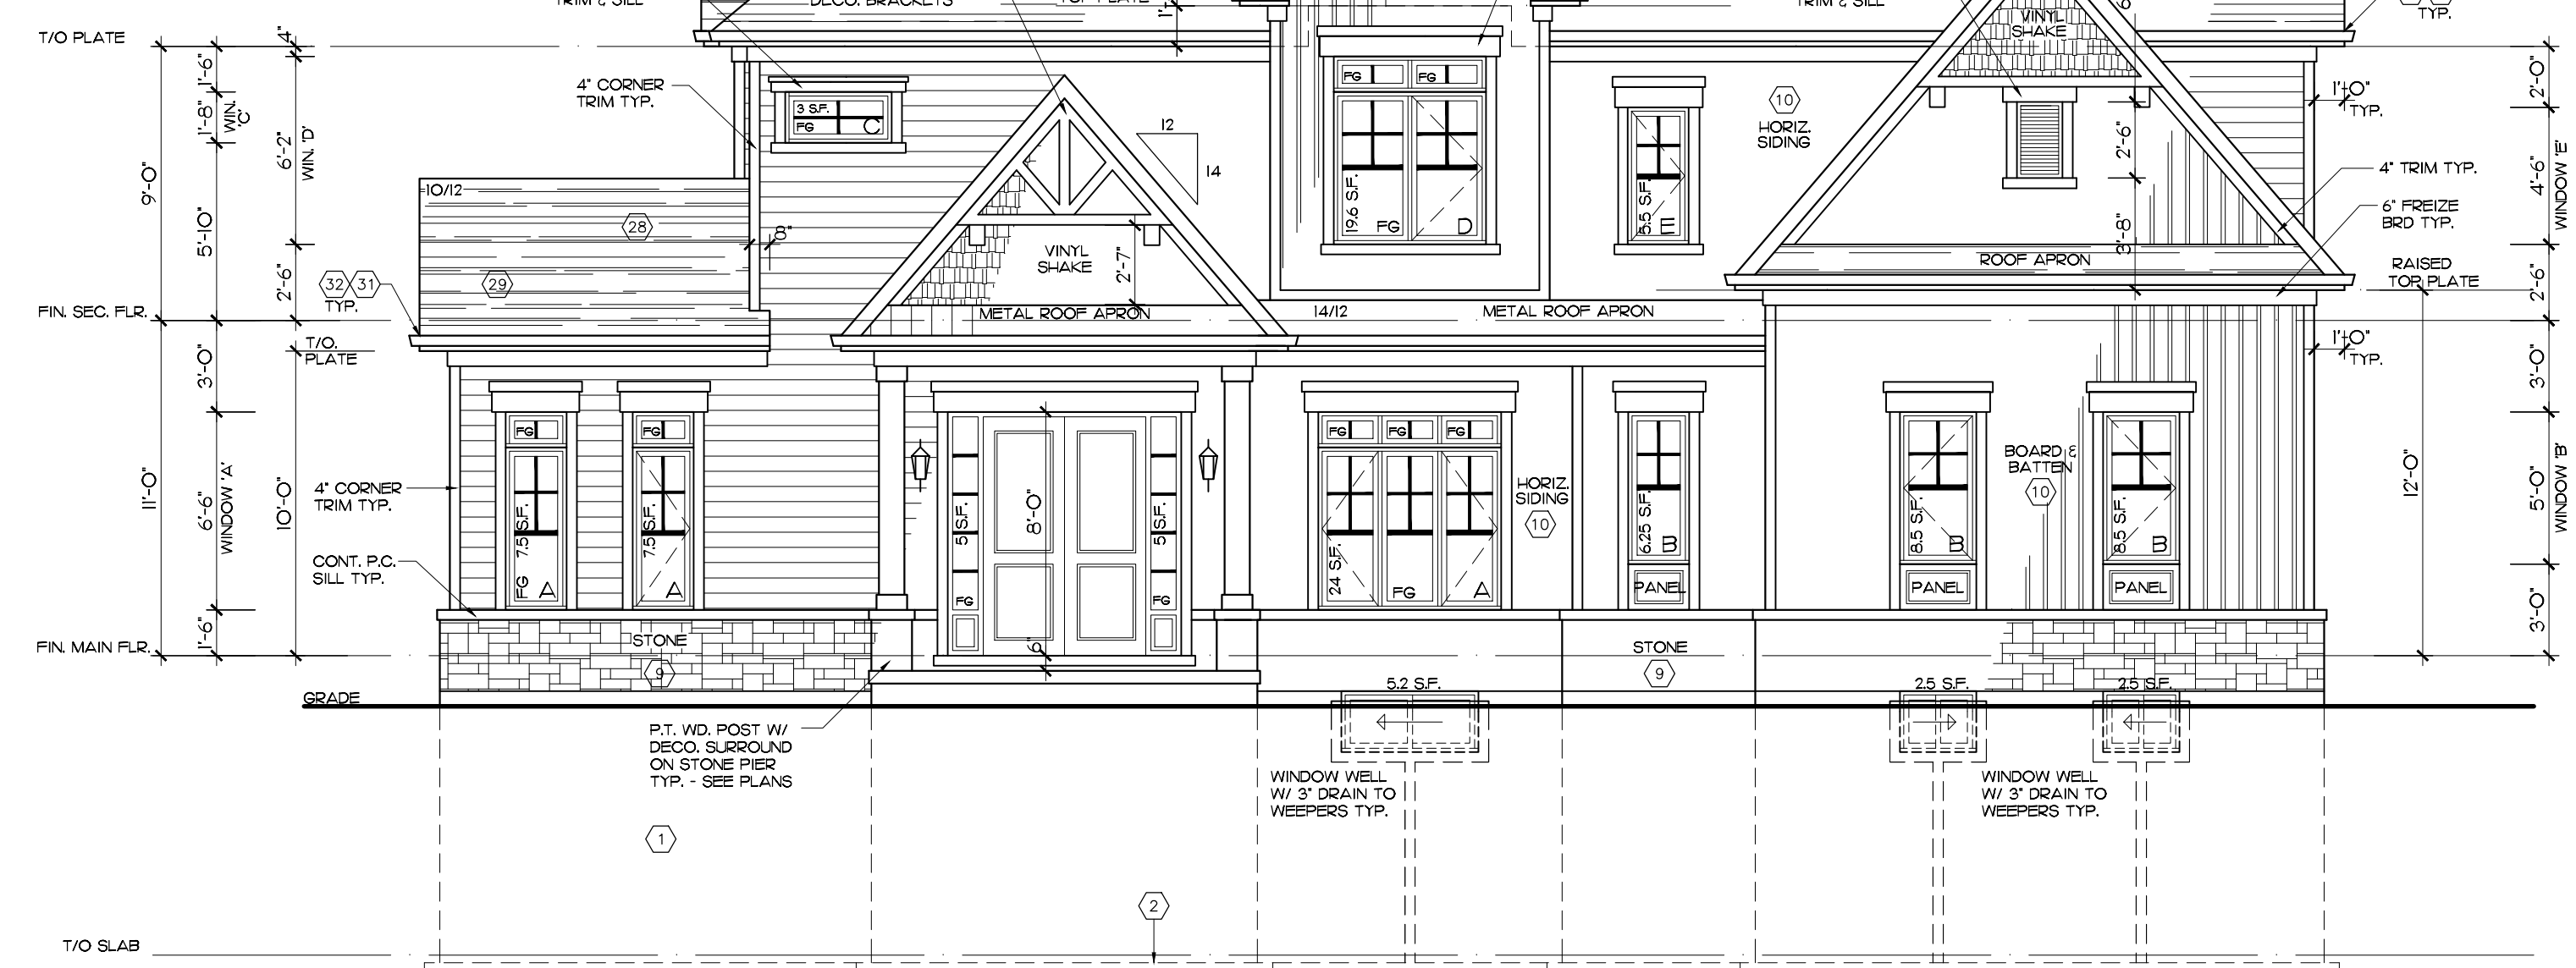 TRIM & SILL
DECO. BRACKETS
TOP PLATE
TRIM & SILL
TYP.
T/O PLATE
4"
1'-6"
1'-8"
WIN. 'C'
5'-10"
9'-0"
6'-2"
WIN. 'D'
2'-6"
4" CORNER
TRIM TYP.
3 S.F.
FG
C
10/12
28
29
32
31
TYP.
8"
12
14
VINYL
SHAKE
2'-7"
METAL ROOF APRON
14/12
METAL ROOF APRON
FG
FG
19.6 S.F.
FG
D
5.5 S.F.
E
10
HORIZ.
SIDING
VINYL
SHAKE
2'-6"
3'-8"
ROOF APRON
1'-0"
TYP.
4" TRIM TYP.
6" FREIZE
BRD TYP.
RAISED
TOP PLATE
1'-0"
TYP.
2'-0"
4'-6"
WINDOW 'E'
2'-6"
3'-0"
5'-0"
WINDOW 'B'
3'-0"
12'-0"
FIN. SEC. FLR.
T/O.
PLATE
3'-0"
11'-0"
6'-6"
WINDOW 'A'
10'-0"
1'-6"
4" CORNER
TRIM TYP.
CONT. P.C.
SILL TYP.
FIN. MAIN FLR.
FG
FG
7.5 S.F.
FG
A
7.5 S.F.
A
5 S.F.
FG
8'-0"
6"
5 S.F.
FG
FG
FG
FG
24 S.F.
FG
A
HORIZ.
SIDING
10
6.25 S.F.
B
PANEL
8.5 S.F.
B
PANEL
BOARD &
BATTEN
10
8.5 S.F.
B
PANEL
STONE
9
STONE
9
GRADE
5.2 S.F.
2.5 S.F.
2.5 S.F.
P.T. WD. POST W/
DECO. SURROUND
ON STONE PIER
TYP. - SEE PLANS
WINDOW WELL
W/ 3" DRAIN TO
WEEPERS TYP.
WINDOW WELL
W/ 3" DRAIN TO
WEEPERS TYP.
1
2
T/O SLAB